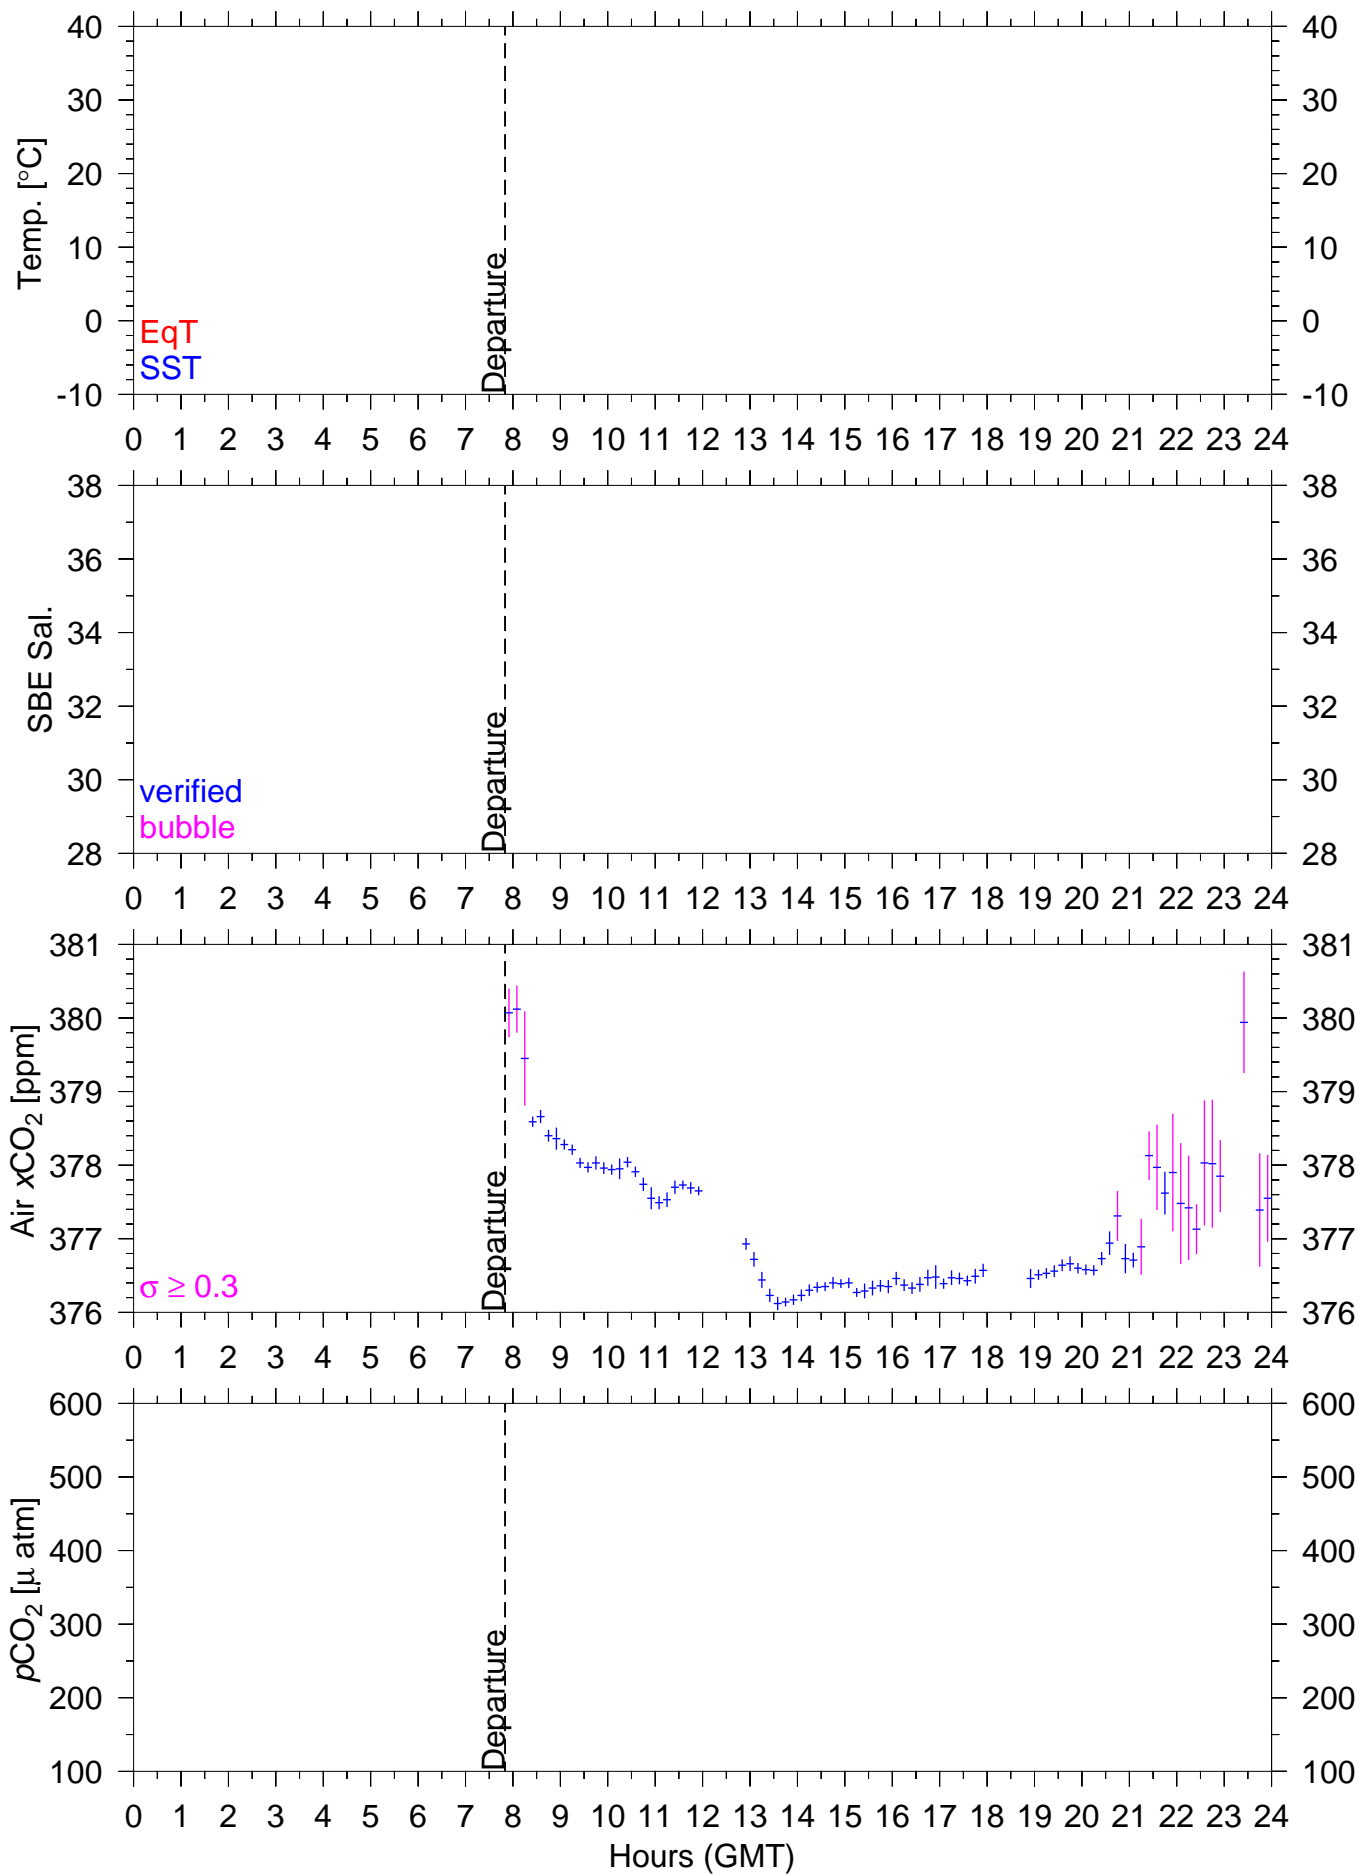 40 40
30 30
20 20
10 10
0 0
-10 -10
Temp. [°C]
EqT
SST
Departure
0 1 2 3 4 5 6 7 8 9 10 11 12 13 14 15 16 17 18 19 20 21 22 23 24
38 38
36 36
34 34
32 32
30 30
28 28
SBE Sal.
verified
bubble
Departure
0 1 2 3 4 5 6 7 8 9 10 11 12 13 14 15 16 17 18 19 20 21 22 23 24
381 381
380 380
379 379
378 378
377 377
376 376
Air xCO₂ [ppm]
σ ≥ 0.3
Departure
0 1 2 3 4 5 6 7 8 9 10 11 12 13 14 15 16 17 18 19 20 21 22 23 24
600 600
500 500
400 400
300 300
200 200
100 100
pCO₂ [µ atm]
Departure
0 1 2 3 4 5 6 7 8 9 10 11 12 13 14 15 16 17 18 19 20 21 22 23 24
Hours (GMT)